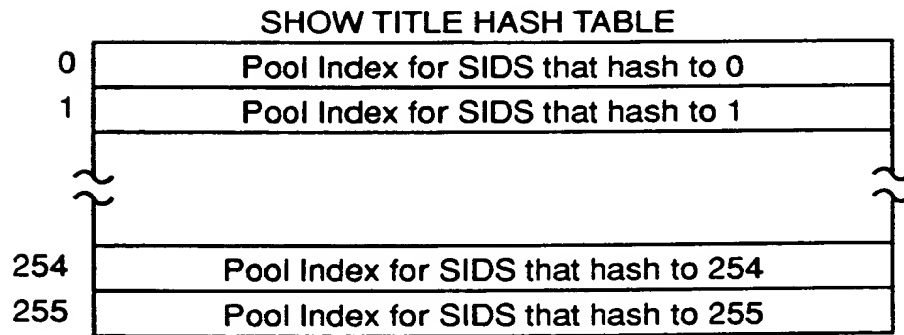 SHOW TITLE HASH TABLE
0 Pool Index for SIDS that hash to 0
1 Pool Index for SIDS that hash to 1
254 Pool Index for SIDS that hash to 254
255 Pool Index for SIDS that hash to 255